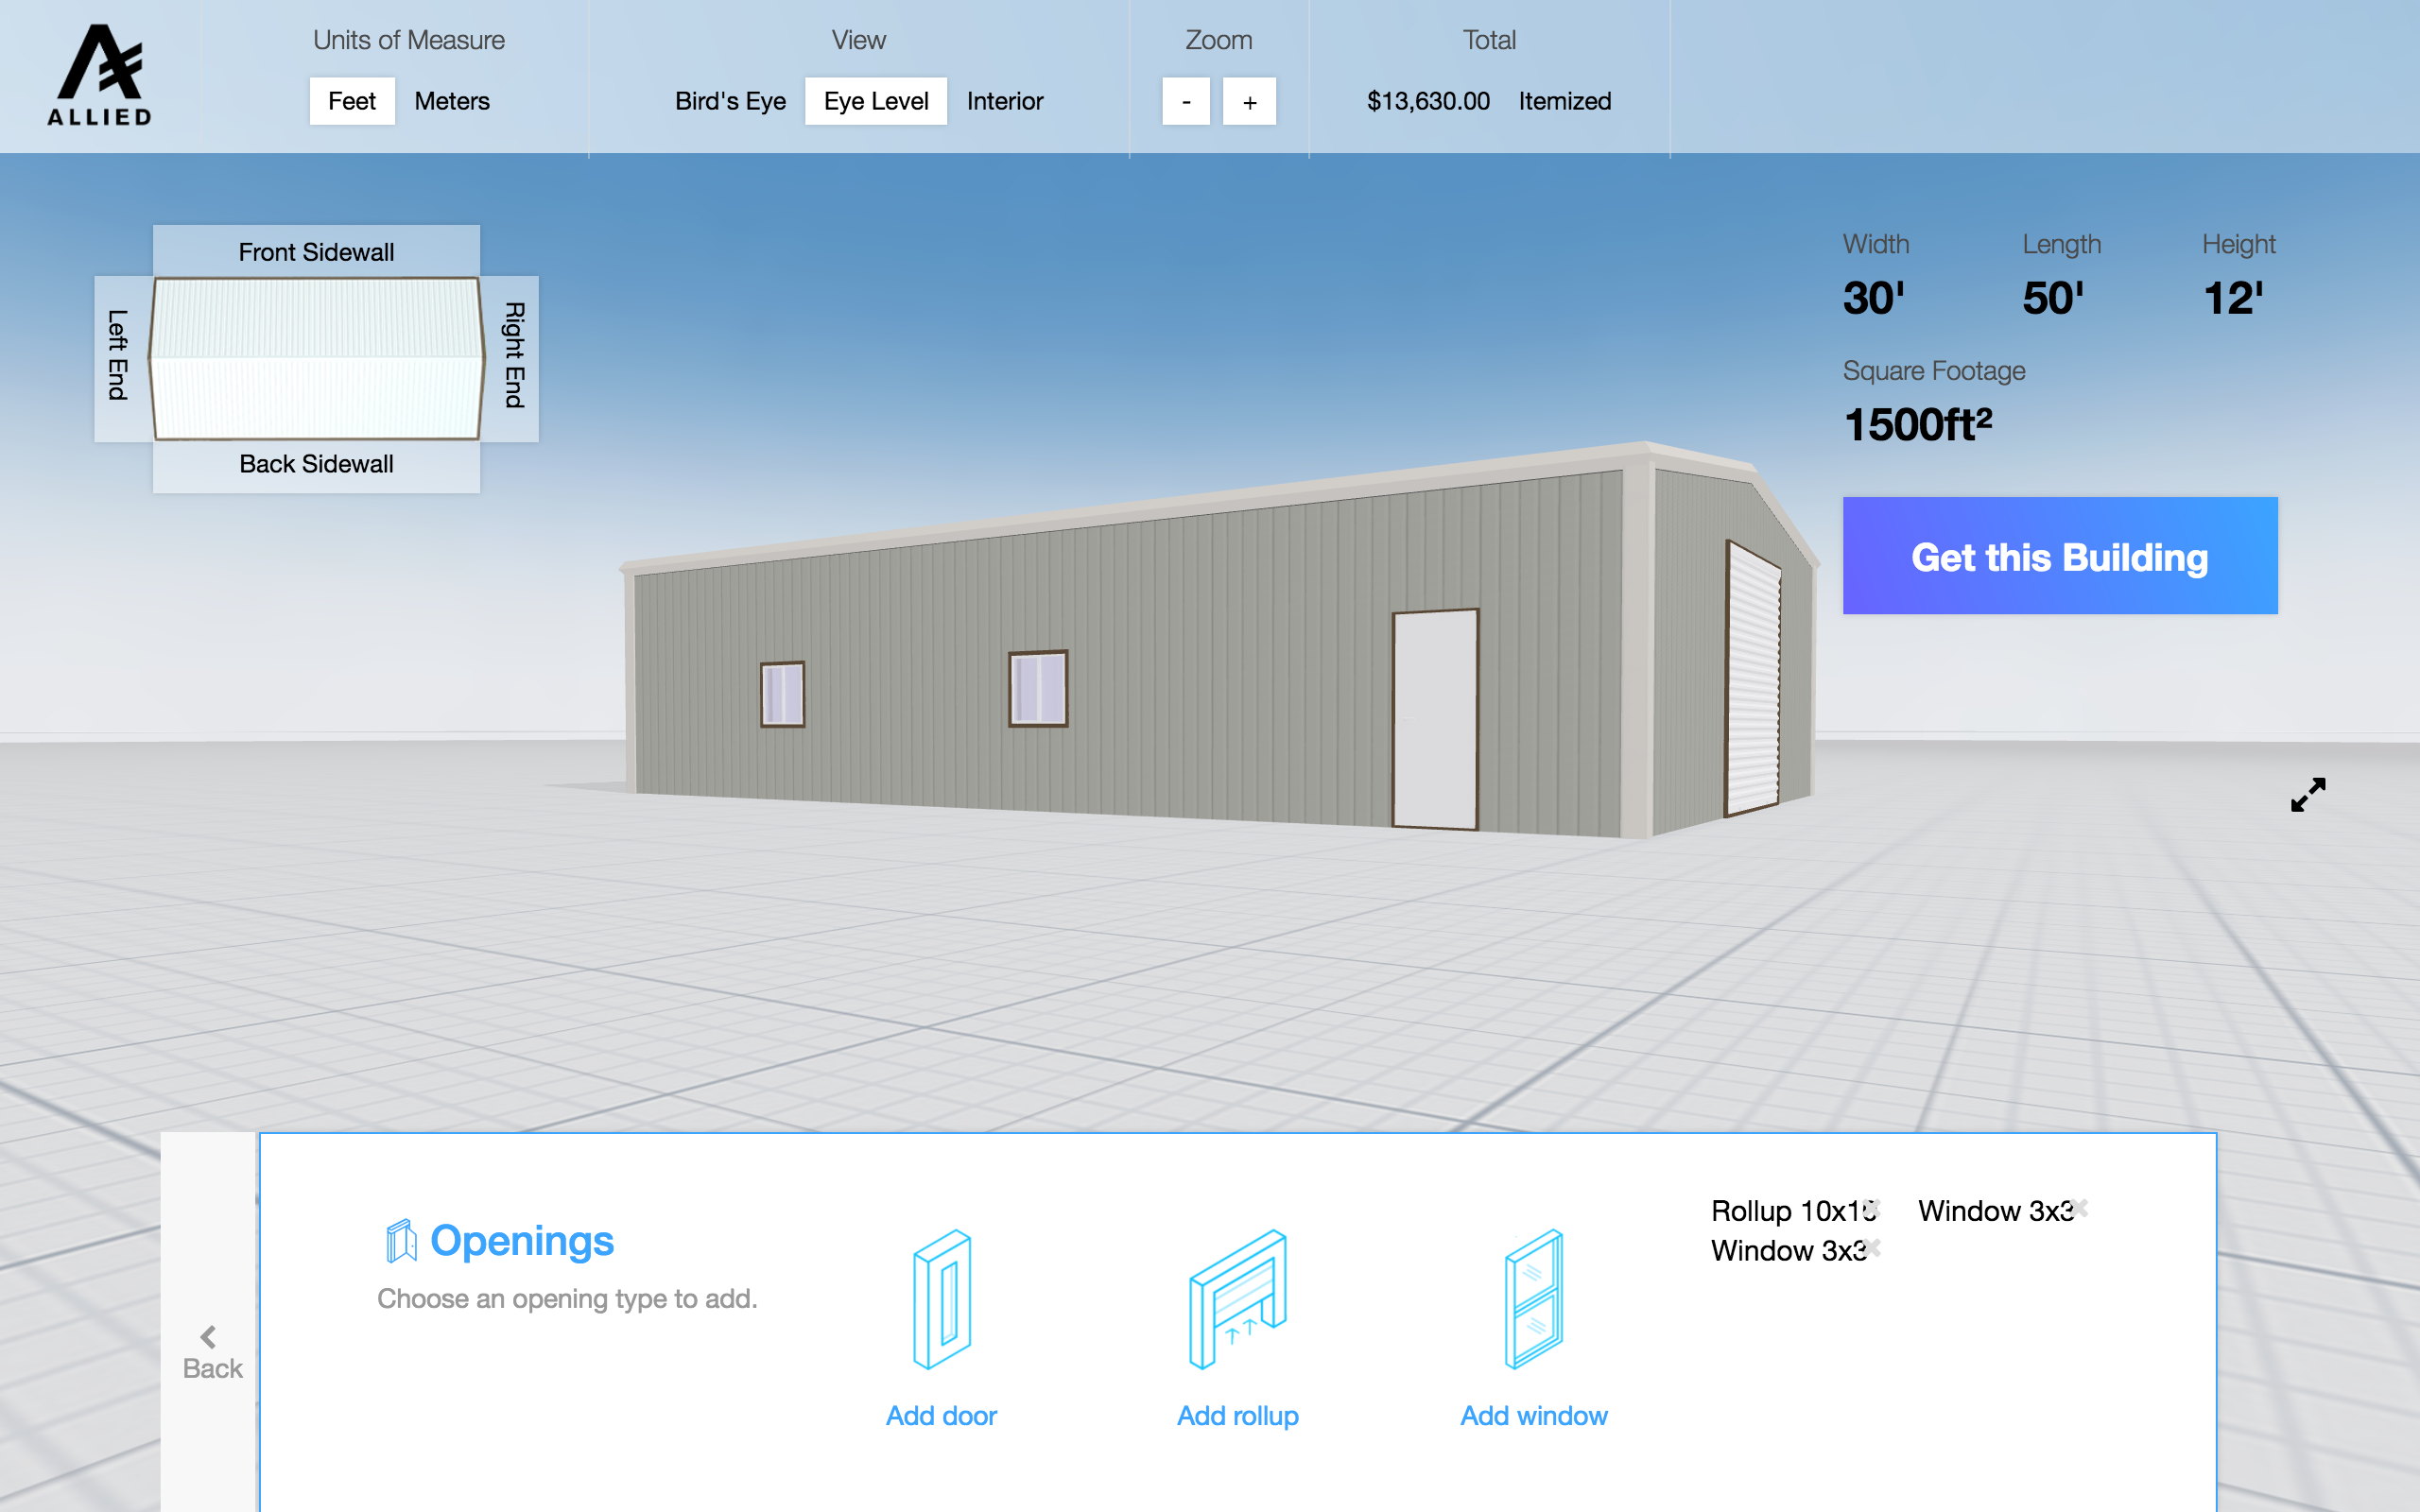 ALLIED
Units of Measure
Feet Meters
View
Bird's Eye Eye Level Interior
Zoom
- +
Total
$13,630.00 Itemized
Front Sidewall
Left End
Right End
Back Sidewall
Width Length Height
30' 50' 12'
Square Footage
1500ft²
Get this Building
Back
Openings
Choose an opening type to add.
Add door
Add rollup
Add window
Rollup
Window 3x3
Window 3x3